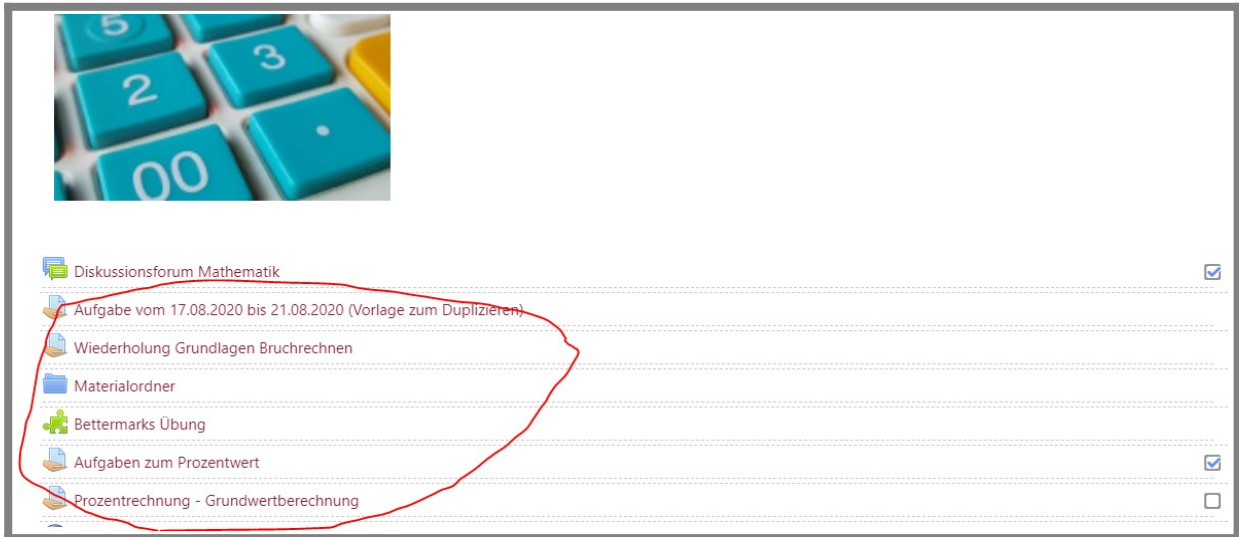 5
2
3
00
.
Diskussionsforum Mathematik
Aufgabe vom 17.08.2020 bis 21.08.2020 (Vorlage zum Duplizieren)
Wiederholung Grundlagen Bruchrechnen
Materialordner
Bettermarks Übung
Aufgaben zum Prozentwert
Prozentrechnung - Grundwertberechnung